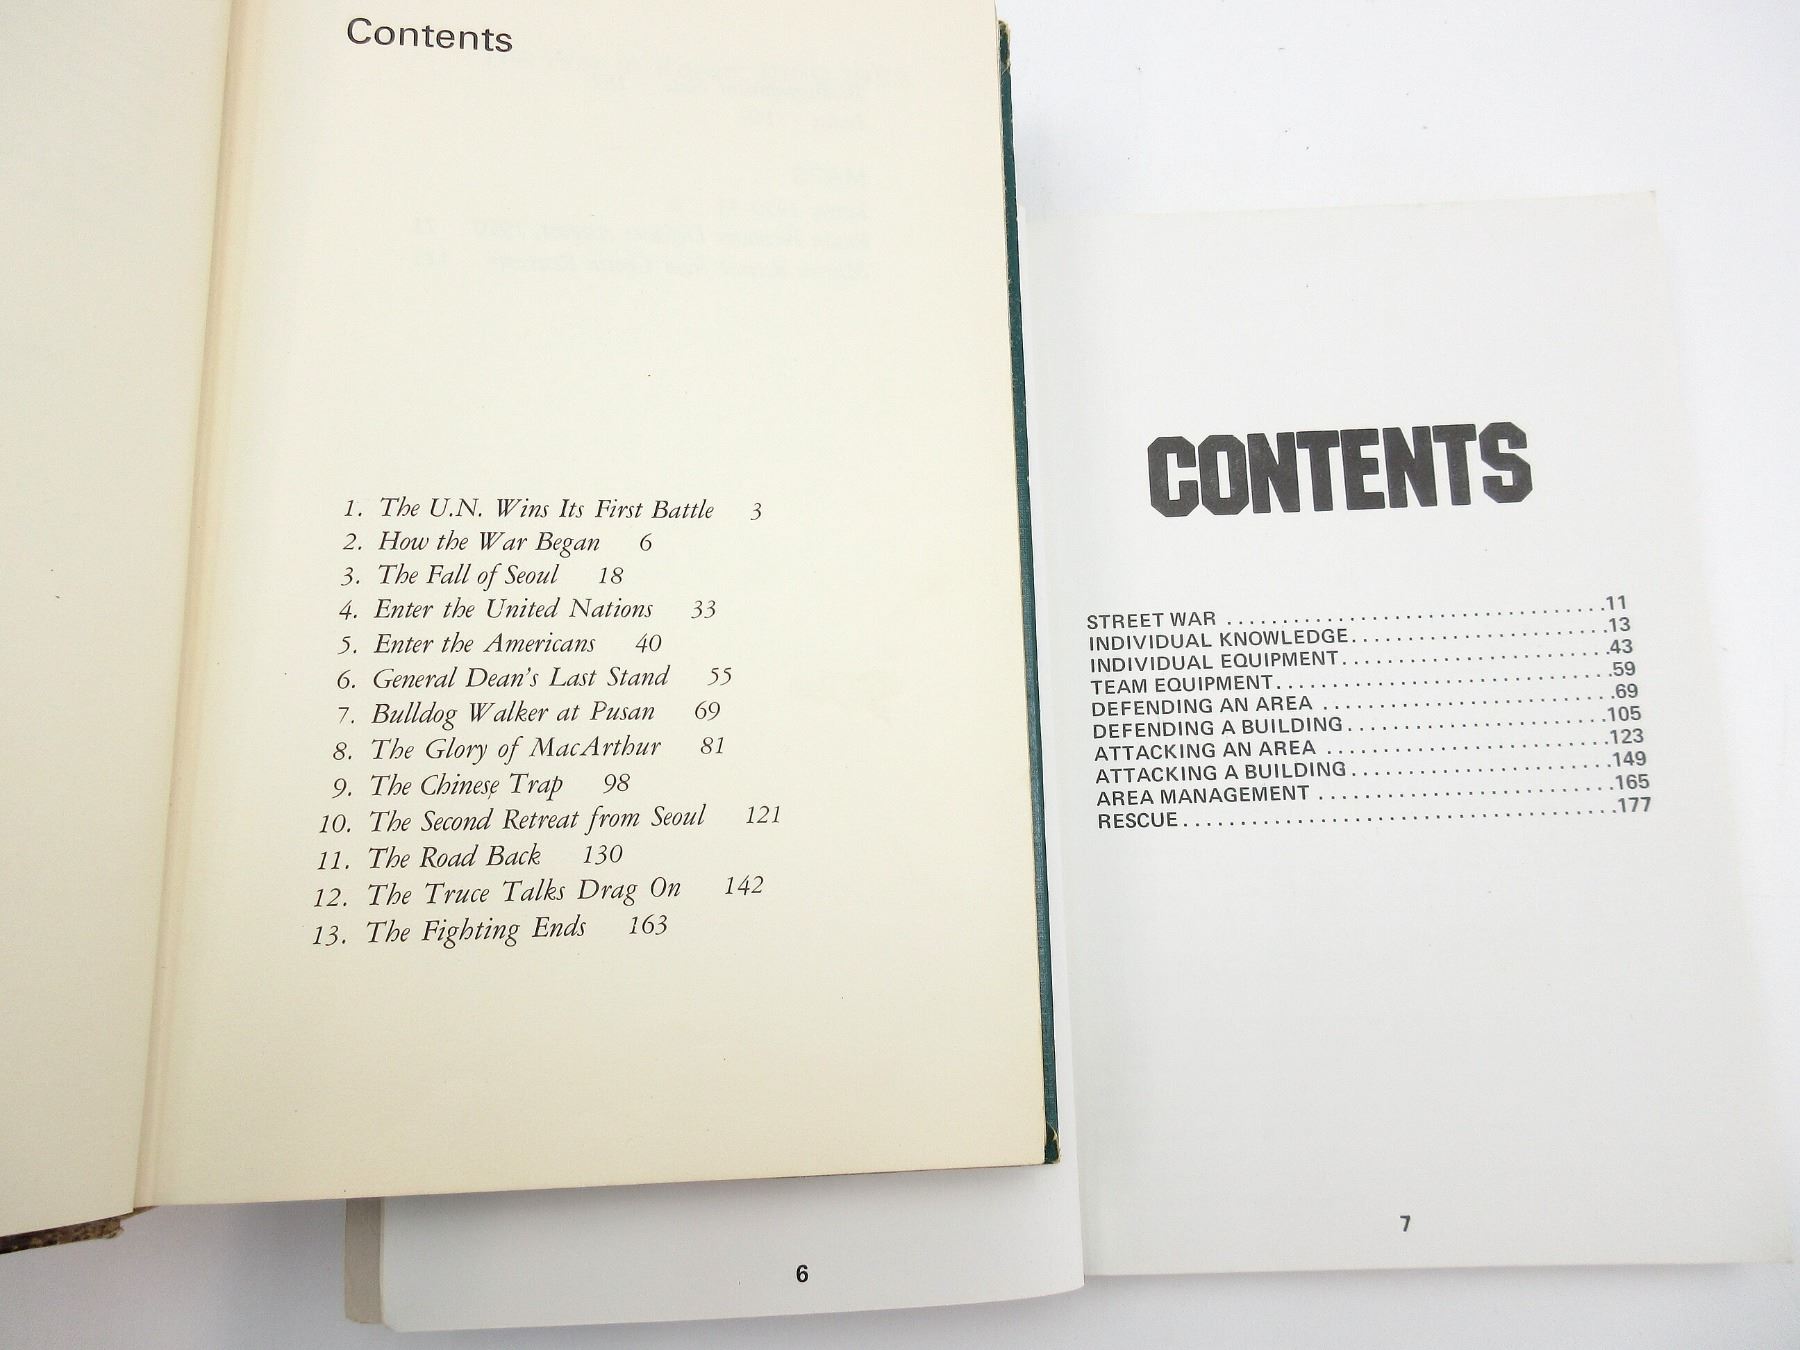 Contents
1. The U.N. Wins Its First Battle 3
2. How the War Began 6
3. The Fall of Seoul 18
4. Enter the United Nations 33
5. Enter the Americans 40
6. General Dean's Last Stand 55
7. Bulldog Walker at Pusan 69
8. The Glory of MacArthur 81
9. The Chinese Trap 98
10. The Second Retreat from Seoul 121
11. The Road Back 130
12. The Truce Talks Drag On 142
13. The Fighting Ends 163
6
CONTENTS
STREET WAR 11
INDIVIDUAL KNOWLEDGE 13
INDIVIDUAL EQUIPMENT 43
TEAM EQUIPMENT 59
DEFENDING AN AREA 69
DEFENDING A BUILDING 105
ATTACKING AN AREA 123
ATTACKING A BUILDING 149
AREA MANAGEMENT 165
RESCUE 177
7